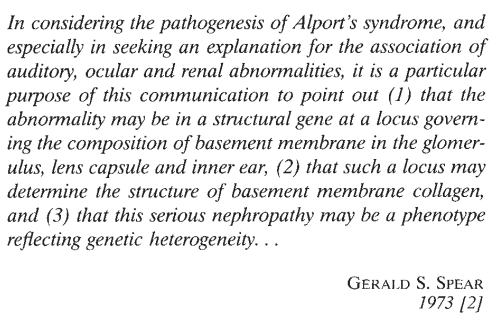 In considering the pathogenesis of Alport's syndrome, and
especially in seeking an explanation for the association of
auditory, ocular and renal abnormalities, it is a particular
purpose of this communication to point out (1) that the
abnormality may be in a structural gene at a locus govern-
ing the composition of basement membrane in the glomer-
ulus, lens capsule and inner ear, (2) that such a locus may
determine the structure of basement membrane collagen,
and (3) that this serious nephropathy may be a phenotype
reflecting genetic heterogeneity. . .
GERALD S. SPEAR
1973 [2]